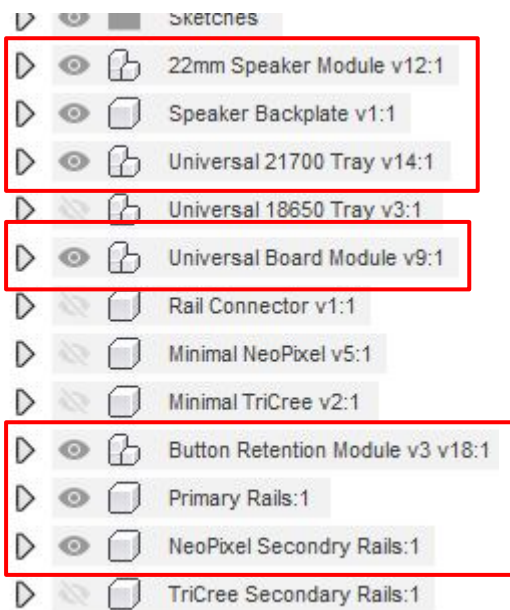 Sketches
22mm Speaker Module v12:1
Speaker Backplate v1:1
Universal 21700 Tray v14:1
Universal 18650 Tray v3:1
Universal Board Module v9:1
Rail Connector v1:1
Minimal NeoPixel v5:1
Minimal TriCree v2:1
Button Retention Module v3 v18:1
Primary Rails:1
NeoPixel Secondry Rails:1
TriCree Secondary Rails:1